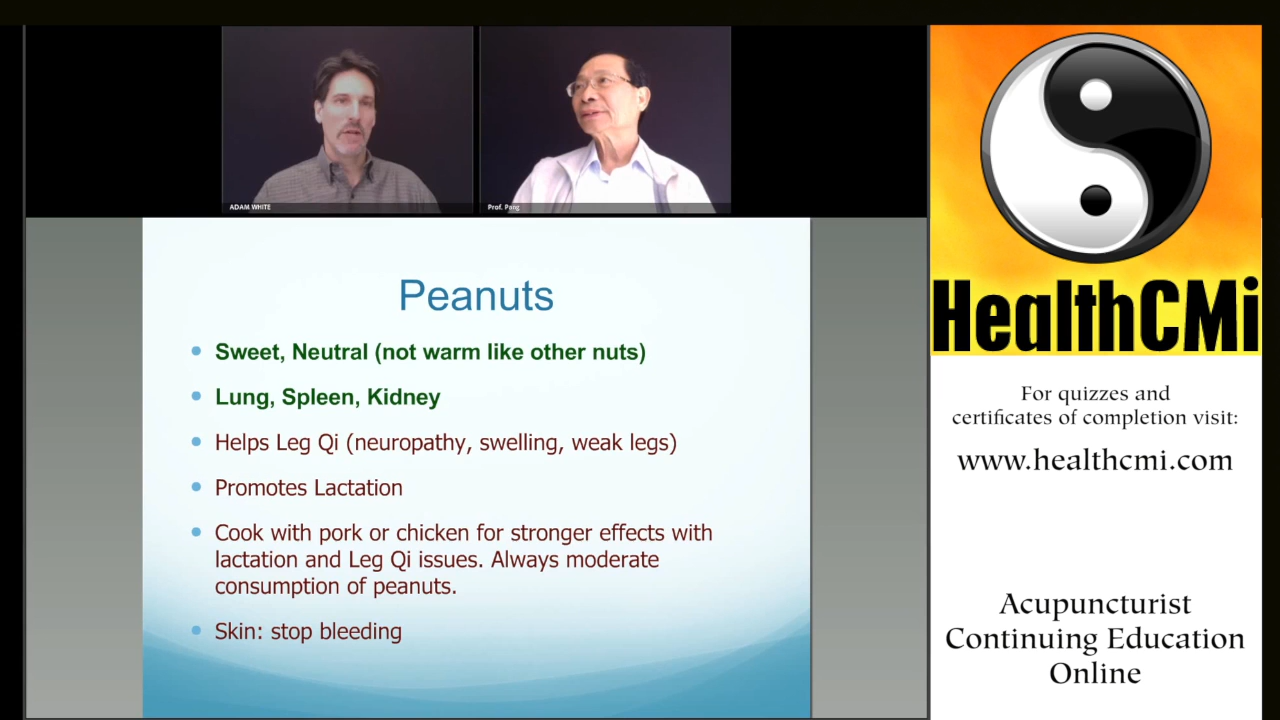 ADAM WHITE
Prof. Pang
Peanuts
Sweet, Neutral (not warm like other nuts)
Lung, Spleen, Kidney
Helps Leg Qi (neuropathy, swelling, weak legs)
Promotes Lactation
Cook with pork or chicken for stronger effects with
lactation and Leg Qi issues. Always moderate
consumption of peanuts.
Skin: stop bleeding
HealthCMi
For quizzes and
certificates of completion visit:
www.healthcmi.com
Acupuncturist
Continuing Education
Online